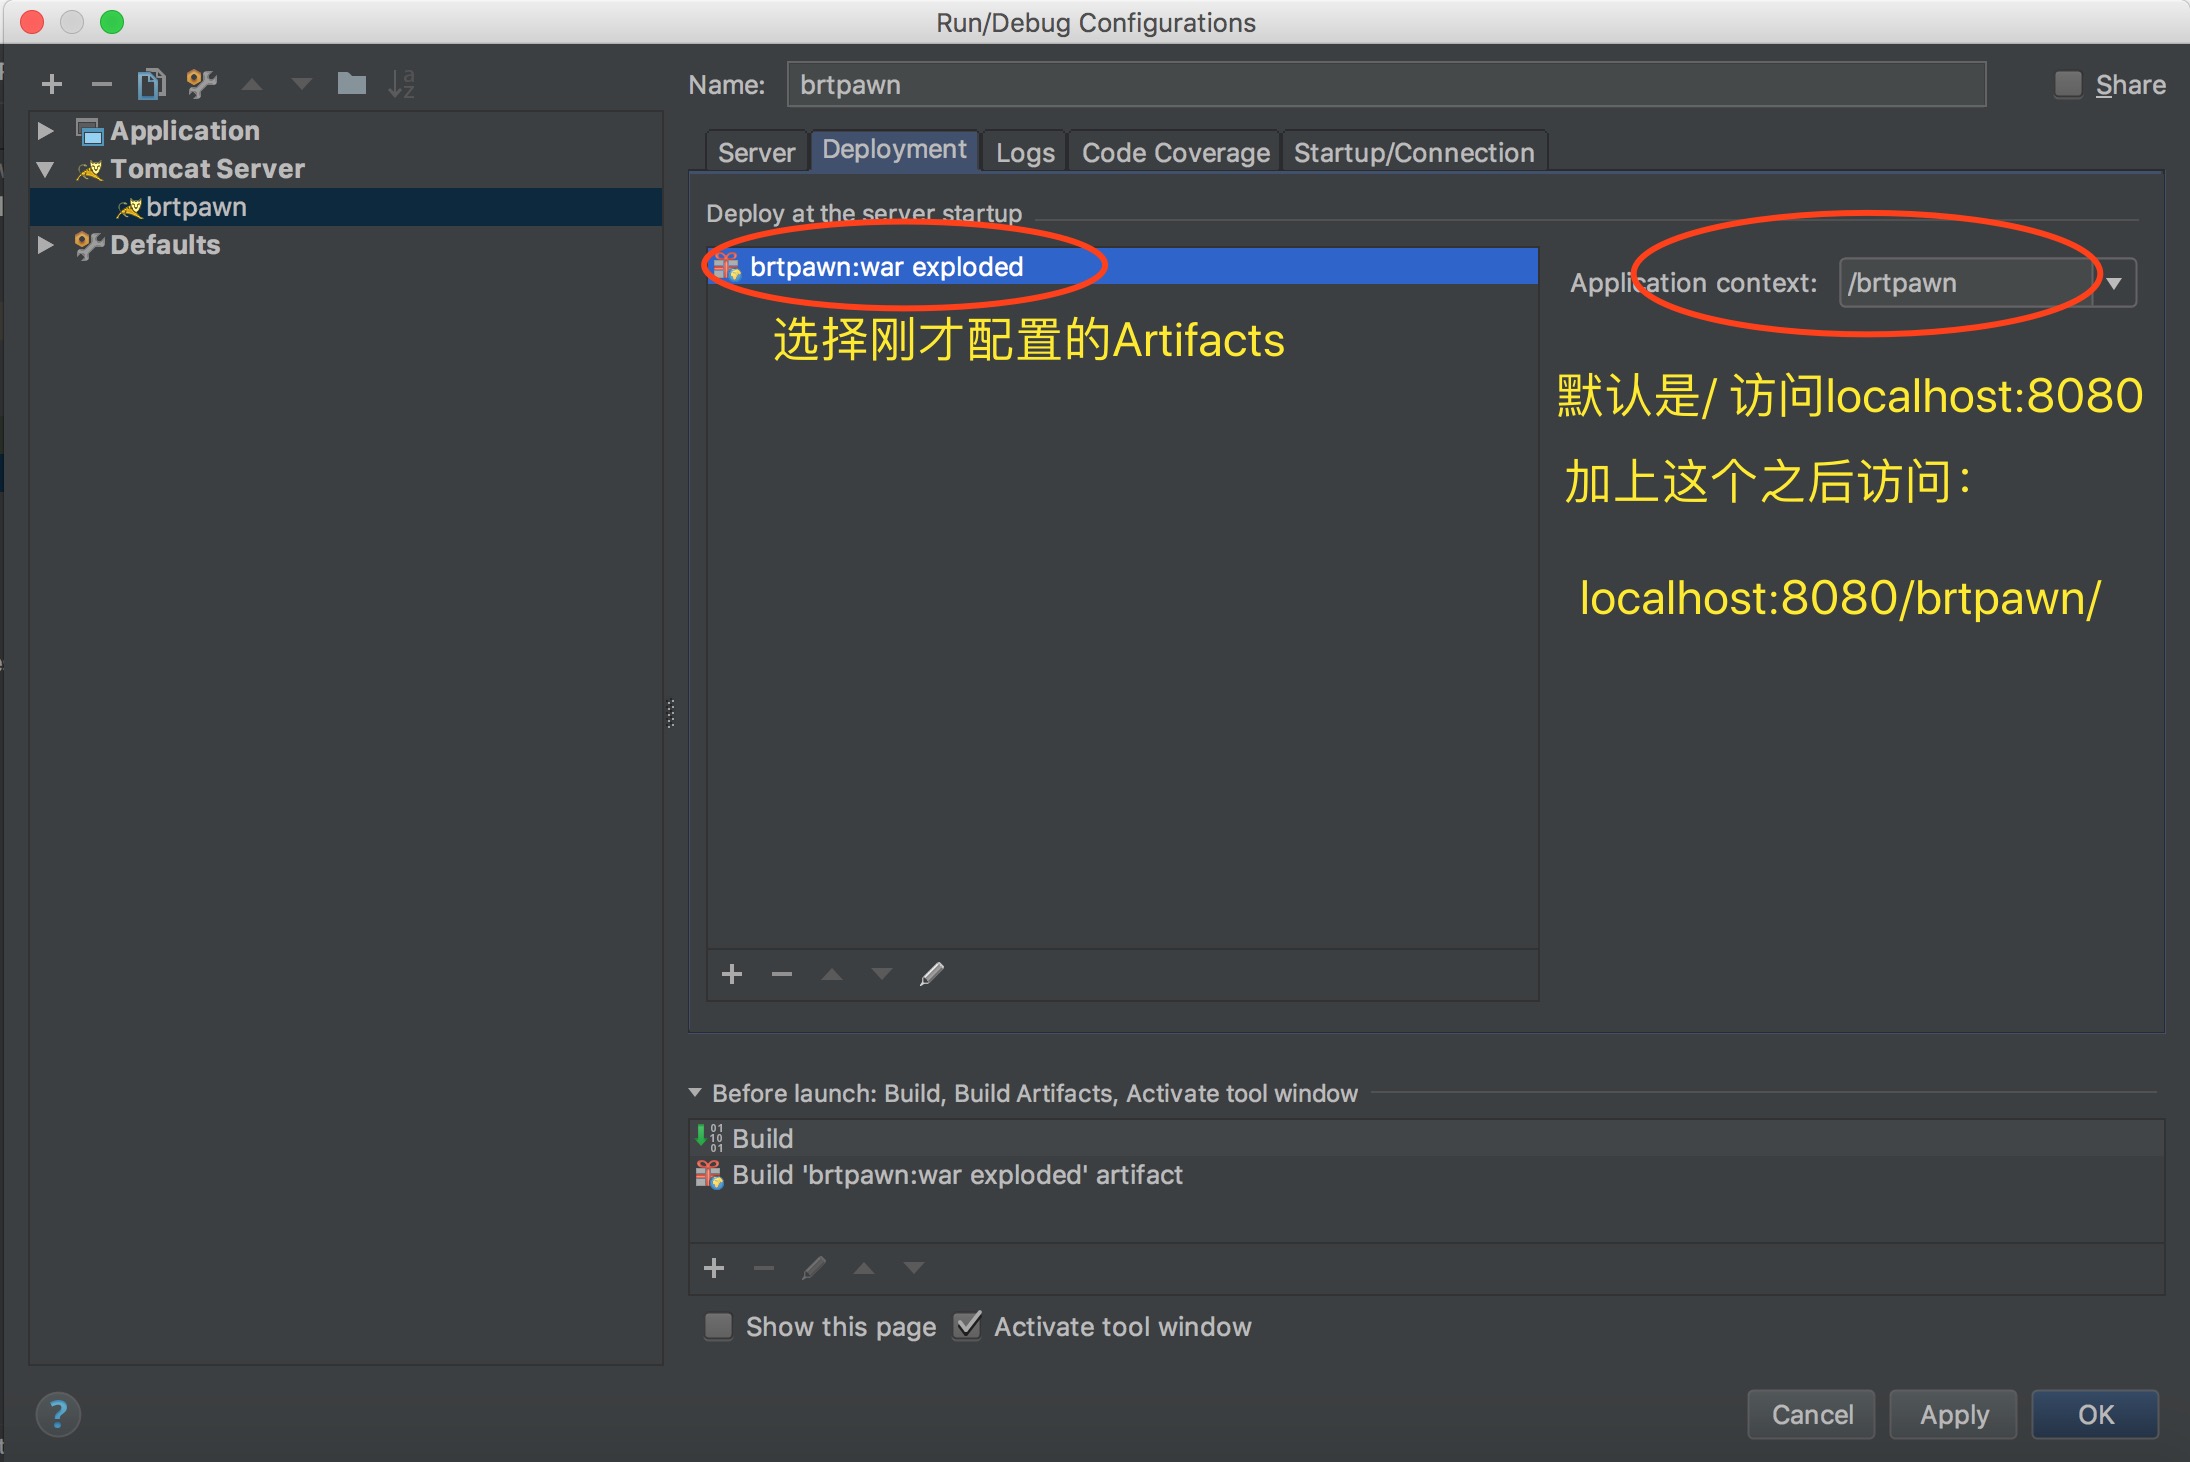 Run/Debug Configurations
Name: brtpawn Share
Application
Tomcat Server
brtpawn
Defaults
Server Deployment Logs Code Coverage Startup/Connection
Deploy at the server startup
brtpawn:war exploded
Application context: /brtpawn
选择刚才配置的Artifacts
默认是/ 访问localhost:8080
加上这个之后访问：
localhost:8080/brtpawn/
Before launch: Build, Build Artifacts, Activate tool window
Build
Build 'brtpawn:war exploded' artifact
Show this page Activate tool window
? Cancel Apply OK